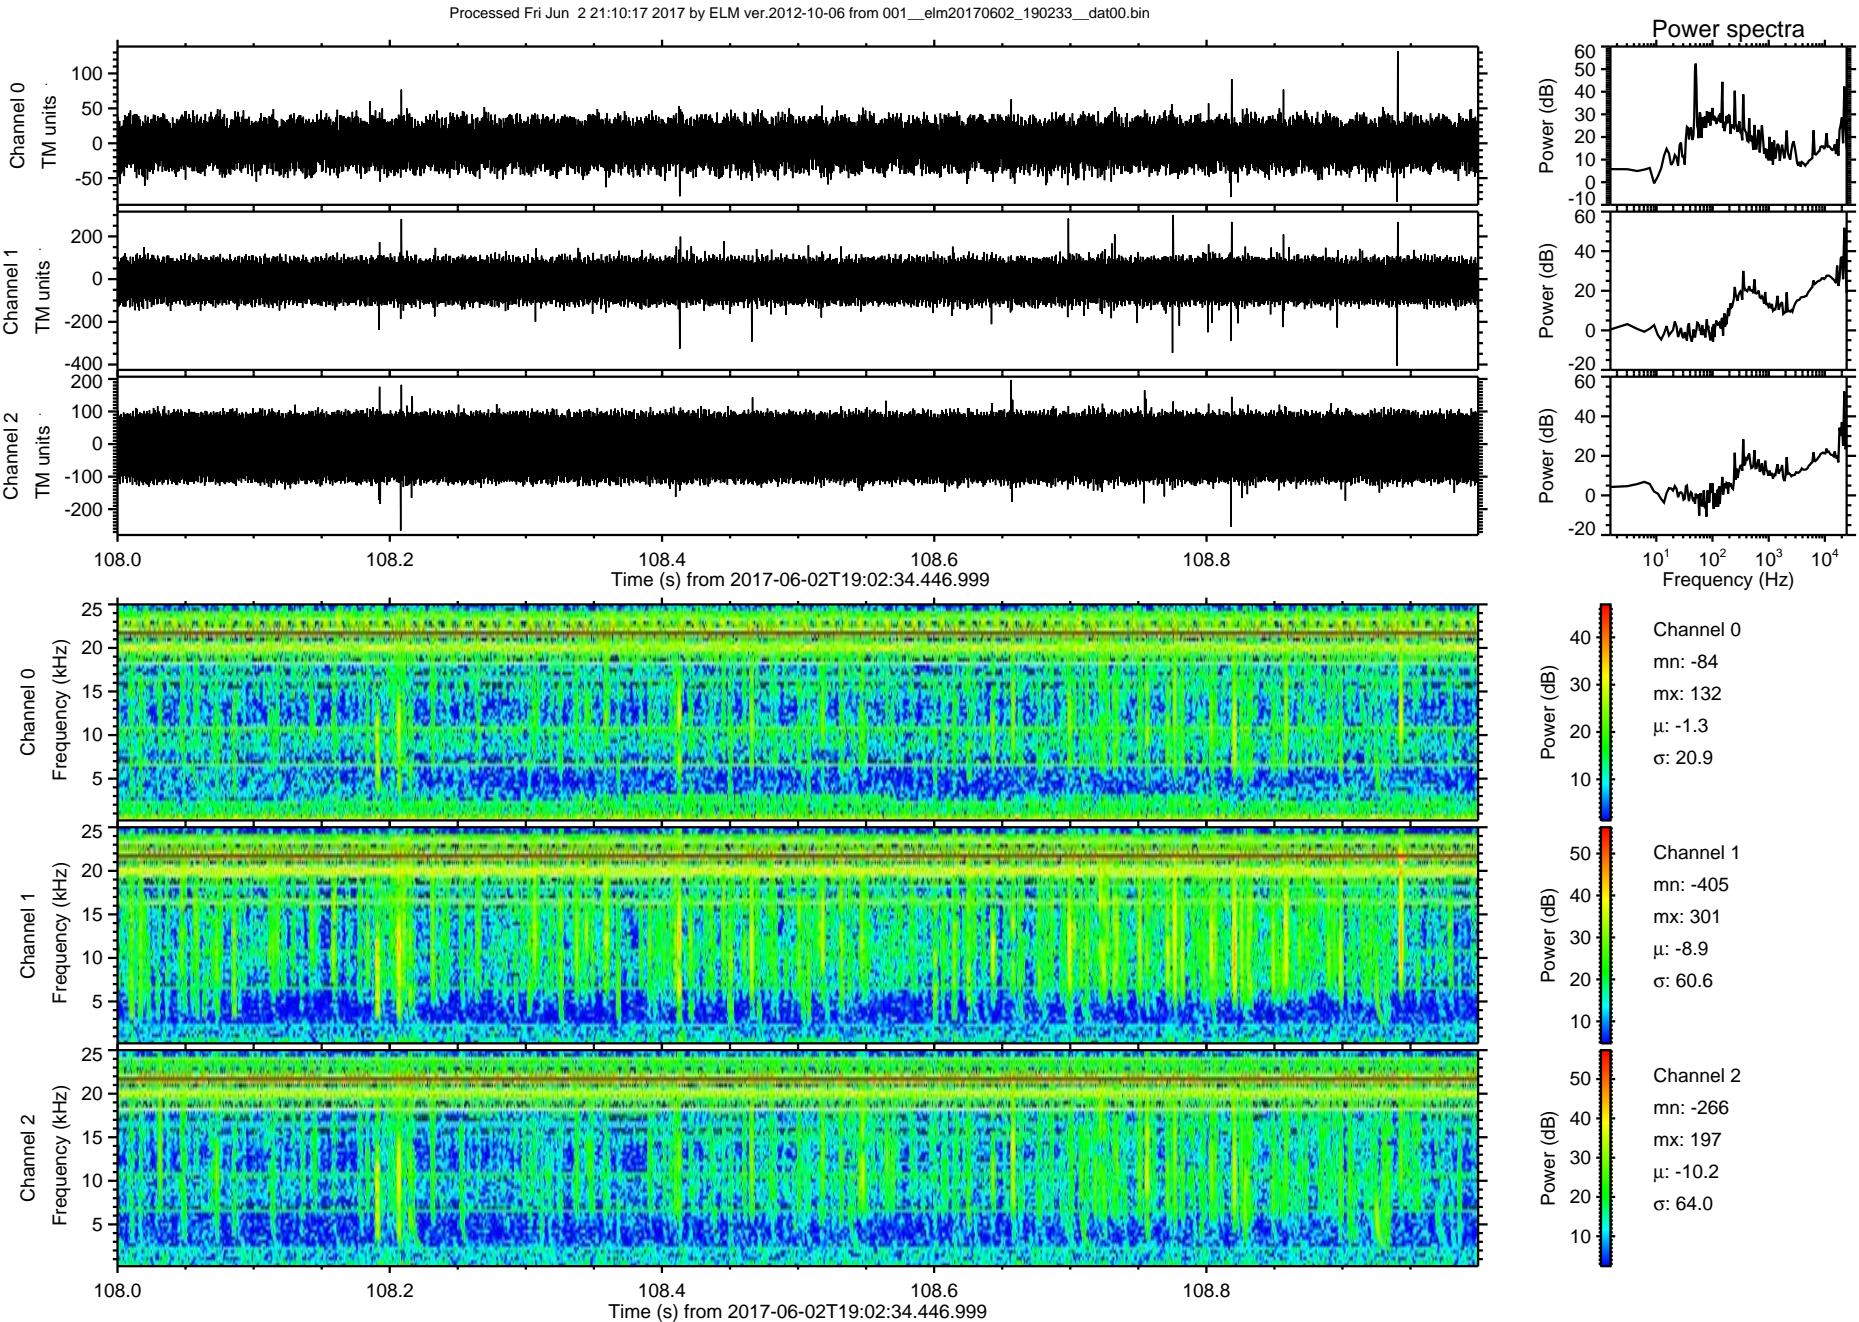 Processed Fri Jun  2 21:10:17 2017 by ELM ver.2012-10-06 from 001__elm20170602_190233__dat00.bin
Power spectra
Channel 0
TM units
100
50
0
-50
Power (dB)
60
50
40
30
20
10
0
-10
Channel 1
TM units
200
0
-200
-400
Power (dB)
60
40
20
0
-20
Channel 2
TM units
200
100
0
-100
-200
Power (dB)
60
40
20
0
-20
108.0
108.2
108.4
108.6
108.8
Time (s) from 2017-06-02T19:02:34.446.999
10¹
10²
10³
10⁴
Frequency (Hz)
Channel 0
Frequency (kHz)
25
20
15
10
5
Power (dB)
40
30
20
10
Channel 0
mn: -84
mx: 132
μ: -1.3
σ: 20.9
Channel 1
Frequency (kHz)
25
20
15
10
5
Power (dB)
50
40
30
20
10
Channel 1
mn: -405
mx: 301
μ: -8.9
σ: 60.6
Channel 2
Frequency (kHz)
25
20
15
10
5
Power (dB)
50
40
30
20
10
Channel 2
mn: -266
mx: 197
μ: -10.2
σ: 64.0
108.0
108.2
108.4
108.6
108.8
Time (s) from 2017-06-02T19:02:34.446.999